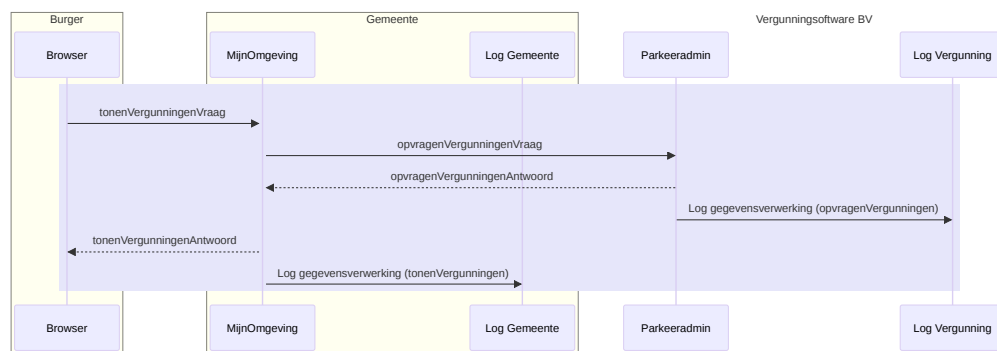 Burger
Gemeente
Vergunningsoftware BV
Browser
MijnOmgeving
Log Gemeente
Parkeeradmin
Log Vergunning
tonenVergunningenVraag
opvragenVergunningenVraag
opvragenVergunningenAntwoord
Log gegevensverwerking (opvragenVergunningen)
tonenVergunningenAntwoord
Log gegevensverwerking (tonenVergunningen)
Browser
MijnOmgeving
Log Gemeente
Parkeeradmin
Log Vergunning